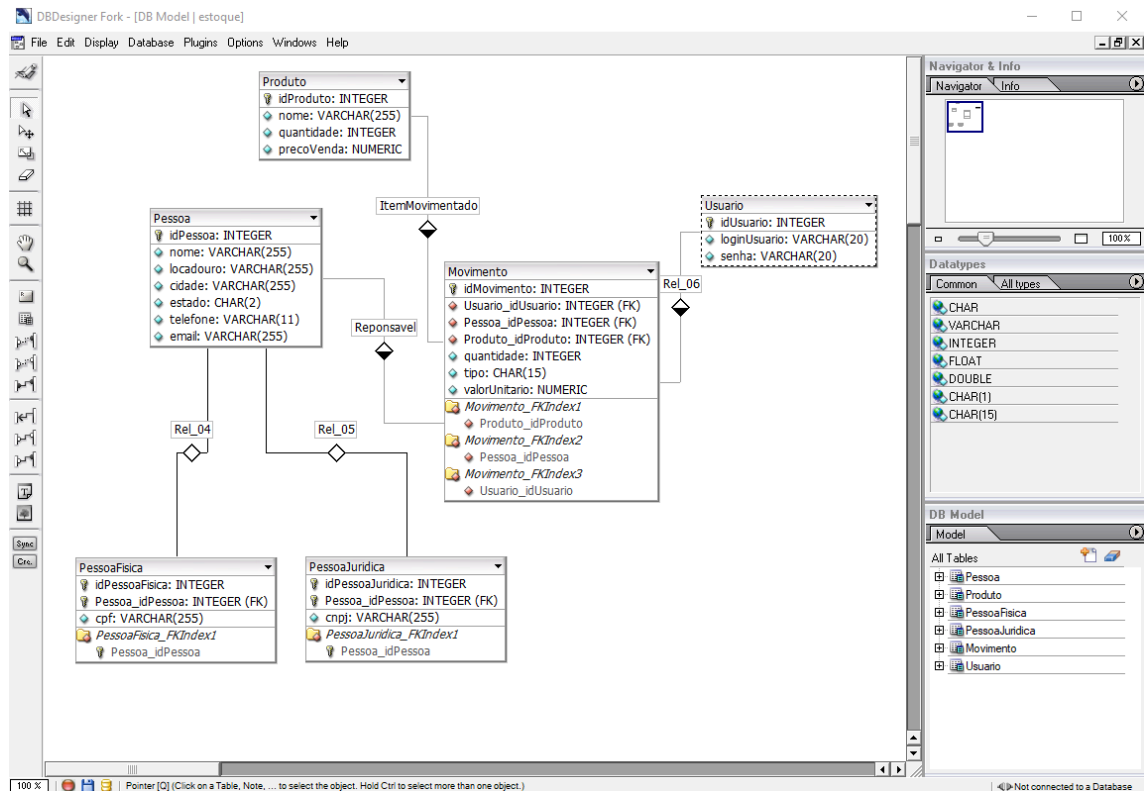 DBDesigner Fork - [DB Model | estoque]
File Edit Display Database Plugins Options Windows Help
Produto
idProduto: INTEGER
nome: VARCHAR(255)
quantidade: INTEGER
precoVenda: NUMERIC
ItemMovimentado
Pessoa
idPessoa: INTEGER
nome: VARCHAR(255)
locadouro: VARCHAR(255)
cidade: VARCHAR(255)
estado: CHAR(2)
telefone: VARCHAR(11)
email: VARCHAR(255)
Reponsavel
Movimento
idMovimento: INTEGER
Usuario_idUsuario: INTEGER (FK)
Pessoa_idPessoa: INTEGER (FK)
Produto_idProduto: INTEGER (FK)
quantidade: INTEGER
tipo: CHAR(15)
valorUnitario: NUMERIC
Movimento_FKIndex1
Produto_idProduto
Movimento_FKIndex2
Pessoa_idPessoa
Movimento_FKIndex3
Usuario_idUsuario
Usuario
idUsuario: INTEGER
loginUsuario: VARCHAR(20)
senha: VARCHAR(20)
Rel_06
Rel_04
Rel_05
PessoaFisica
idPessoaFisica: INTEGER
Pessoa_idPessoa: INTEGER (FK)
cpf: VARCHAR(255)
PessoaFisica_FKIndex1
Pessoa_idPessoa
PessoaJuridica
idPessoaJuridica: INTEGER
Pessoa_idPessoa: INTEGER (FK)
cnpj: VARCHAR(255)
PessoaJuridica_FKIndex1
Pessoa_idPessoa
Sync
Navigator & Info
Navigator Info
100%
Datatypes
Common All types
CHAR
VARCHAR
INTEGER
FLOAT
DOUBLE
CHAR(1)
CHAR(15)
DB Model
Model
All Tables
Pessoa
Produto
PessoaFisica
PessoaJuridica
Movimento
Usuario
100 % Pointer [Q] (Click on a Table, Note, ... to select the object. Hold Ctrl to select more than one object.) Not connected to a Database